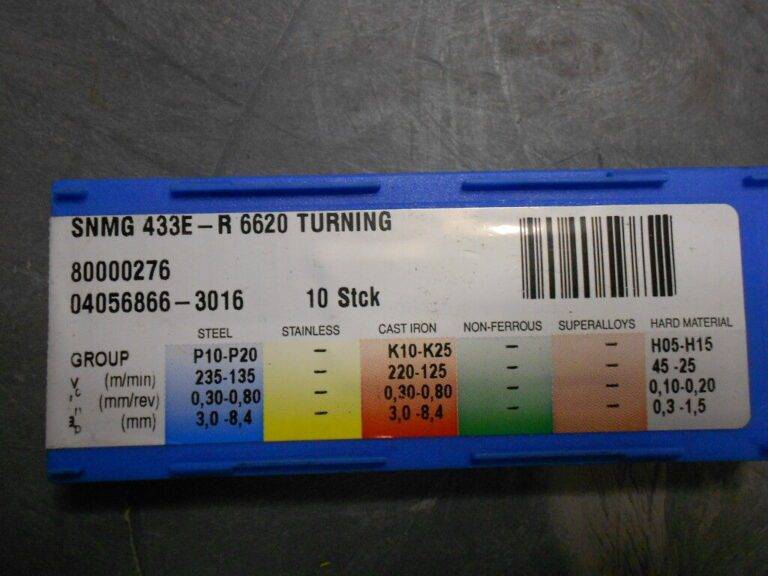 SNMG 433E-R 6620 TURNING
80000276
04056866-3016 10 Stck
STEEL STAINLESS CAST IRON NON-FERROUS SUPERALLOYS HARD MATERIAL
GROUP P10-P20 - K10-K25 - - H05-H15
(m/min) 235-135 - 220-125 - - 45 -25
(mm/rev) 0,30-0,80 - 0,30-0,80 - - 0,10-0,20
(mm) 3,0 -8,4 - 3,0 -8,4 - - 0,3 -1,5